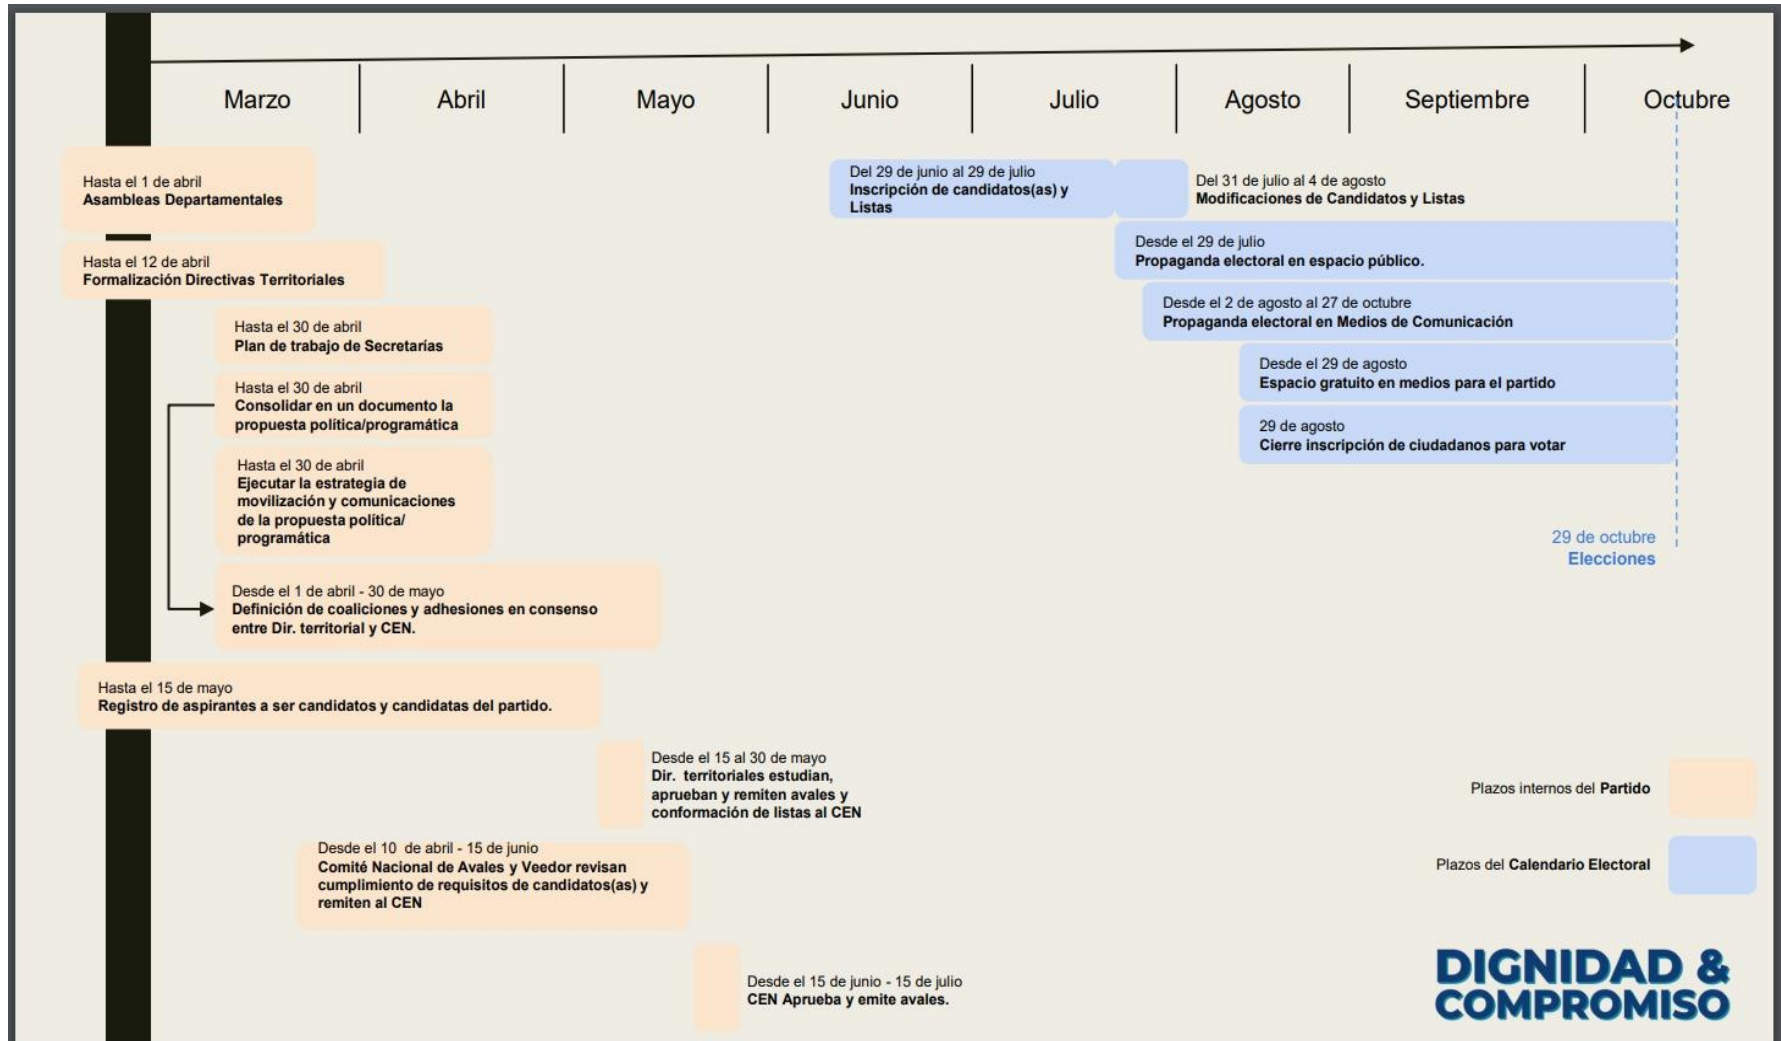 Marzo
Abril
Mayo
Junio
Julio
Agosto
Septiembre
Octubre
Hasta el 1 de abril
Asambleas Departamentales
Hasta el 12 de abril
Formalización Directivas Territoriales
Hasta el 30 de abril
Plan de trabajo de Secretarías
Hasta el 30 de abril
Consolidar en un documento la
propuesta política/programática
Hasta el 30 de abril
Ejecutar la estrategia de
movilización y comunicaciones
de la propuesta política/
programática
Desde el 1 de abril - 30 de mayo
Definición de coaliciones y adhesiones en consenso
entre Dir. territorial y CEN.
Hasta el 15 de mayo
Registro de aspirantes a ser candidatos y candidatas del partido.
Desde el 15 al 30 de mayo
Dir. territoriales estudian,
aprueban y remiten avales y
conformación de listas al CEN
Desde el 10 de abril - 15 de junio
Comité Nacional de Avales y Veedor revisan
cumplimiento de requisitos de candidatos(as) y
remiten al CEN
Desde el 15 de junio - 15 de julio
CEN Aprueba y emite avales.
Del 29 de junio al 29 de julio
Inscripción de candidatos(as) y
Listas
Del 31 de julio al 4 de agosto
Modificaciones de Candidatos y Listas
Desde el 29 de julio
Propaganda electoral en espacio público.
Desde el 2 de agosto al 27 de octubre
Propaganda electoral en Medios de Comunicación
Desde el 29 de agosto
Espacio gratuito en medios para el partido
29 de agosto
Cierre inscripción de ciudadanos para votar
29 de octubre
Elecciones
Plazos internos del Partido
Plazos del Calendario Electoral
DIGNIDAD &
COMPROMISO